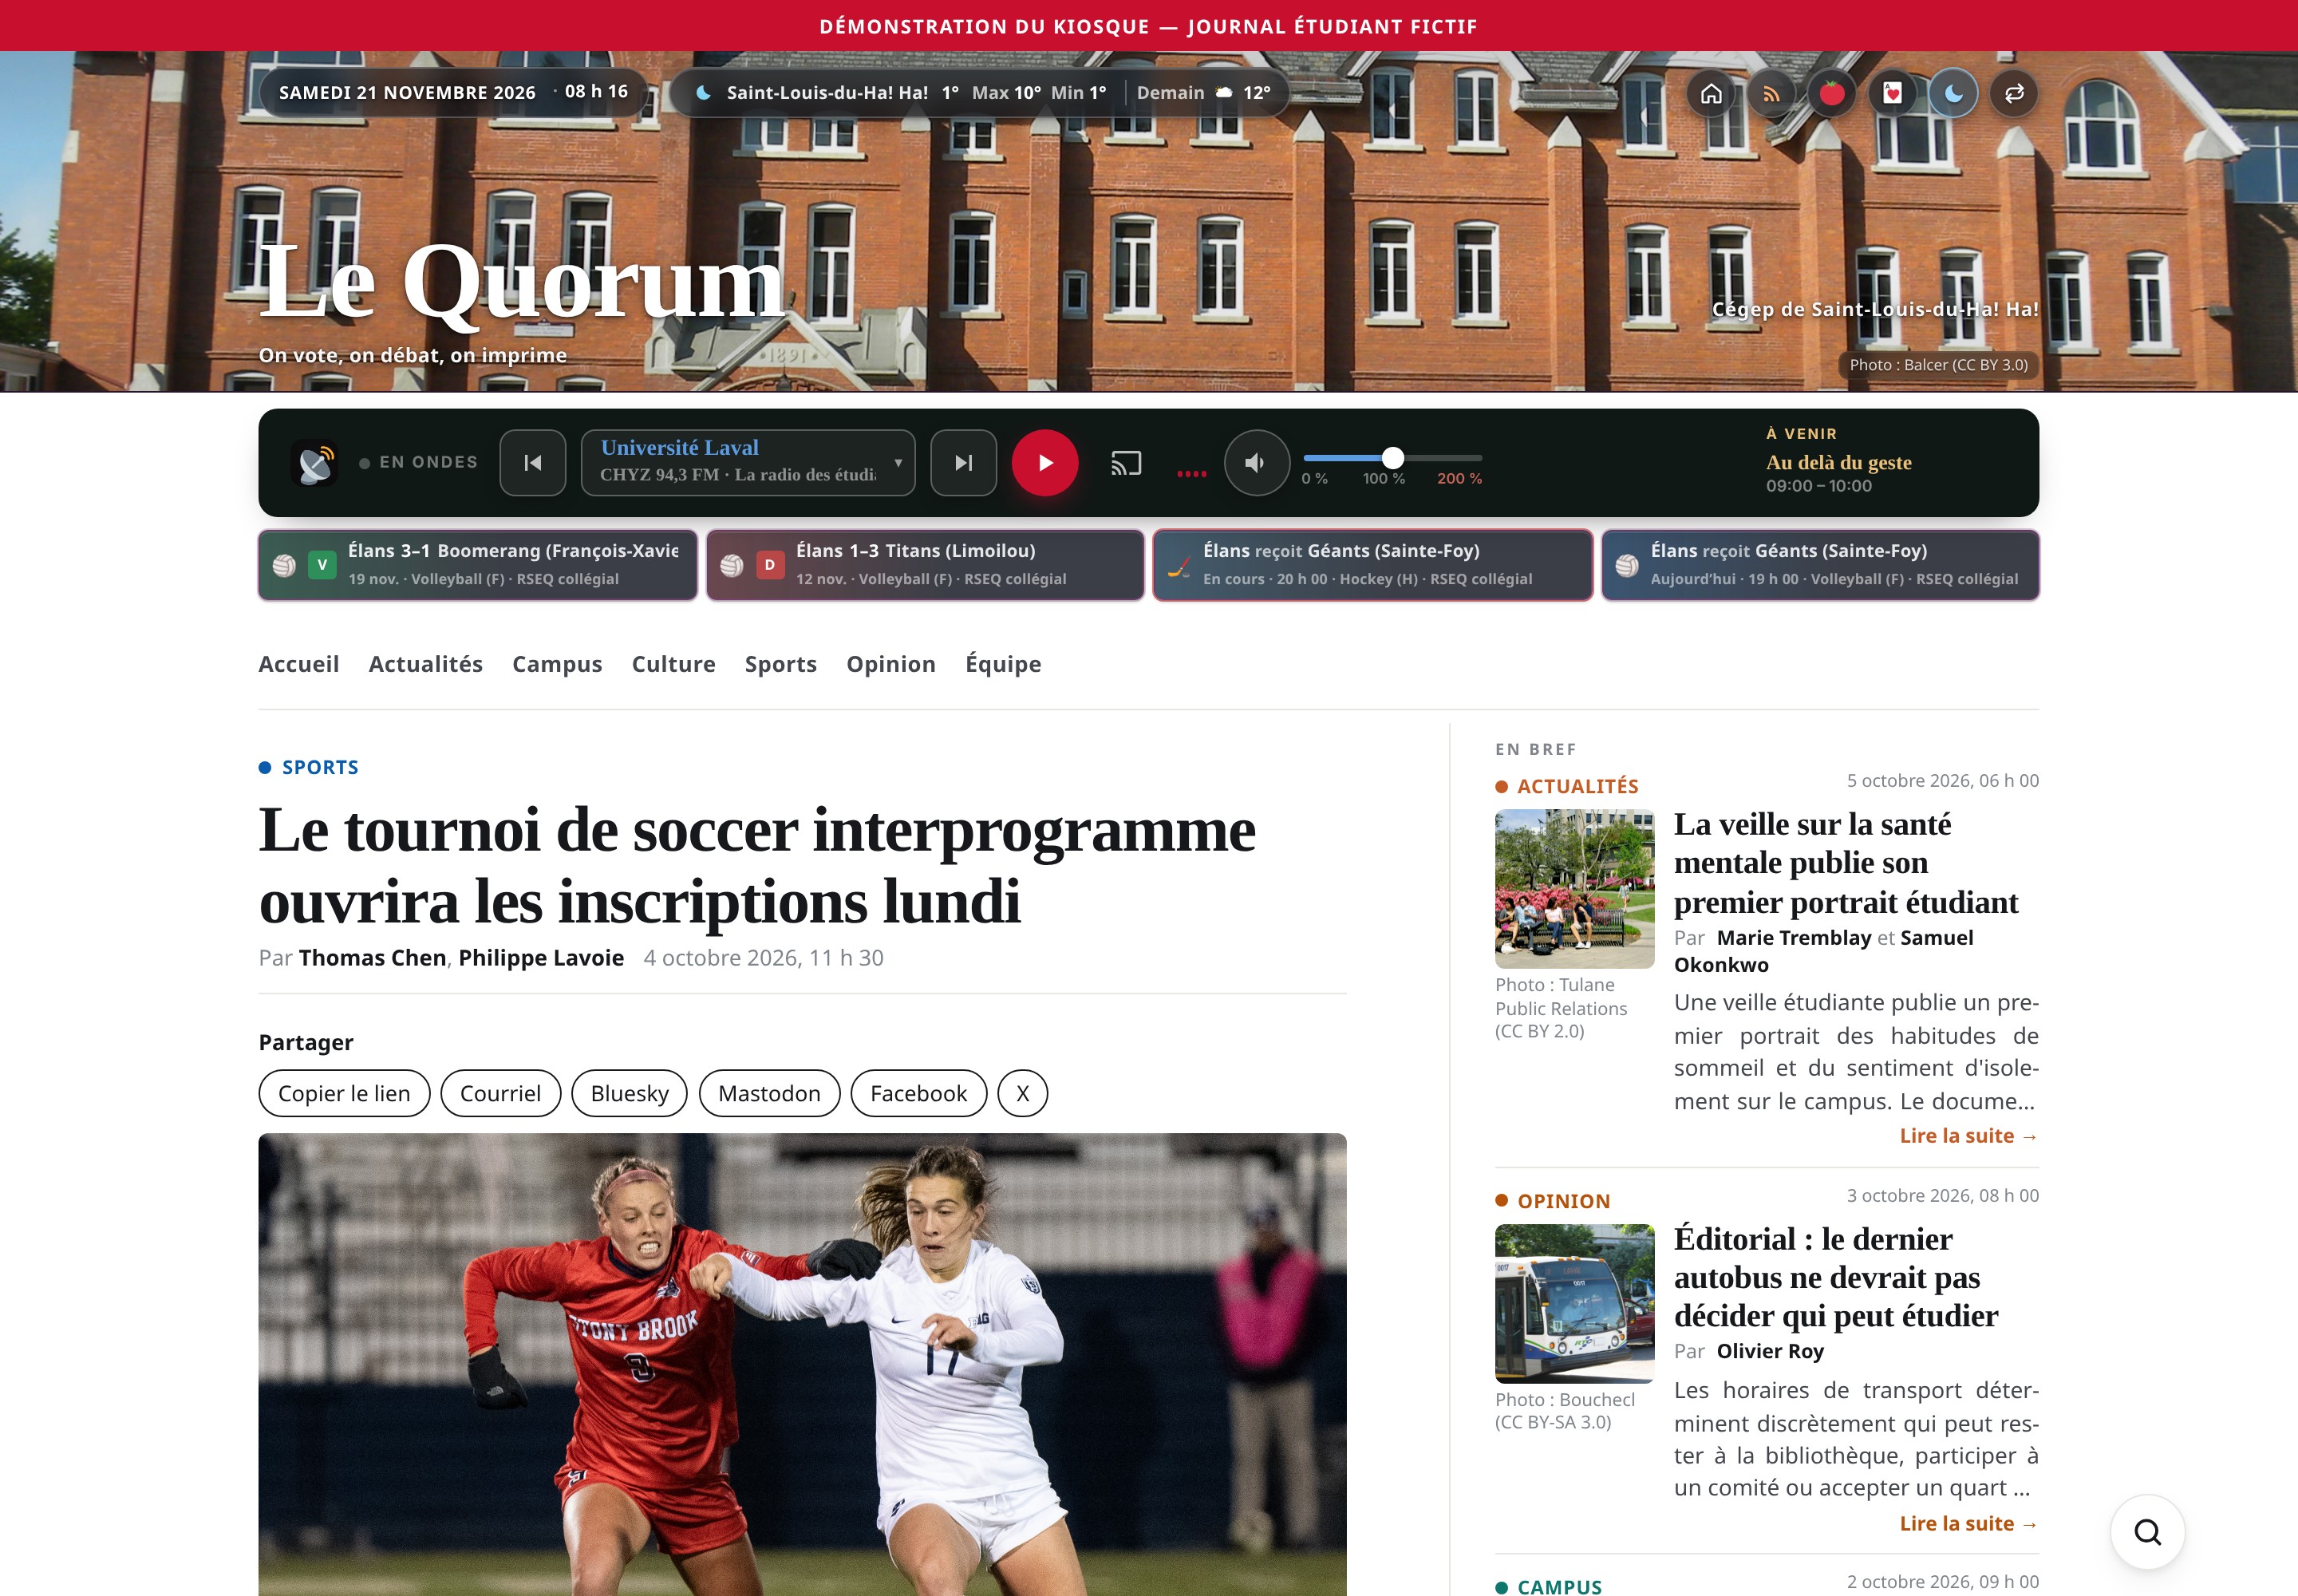 DÉMONSTRATION DU KIOSQUE — JOURNAL ÉTUDIANT FICTIF
SAMEDI 21 NOVEMBRE 2026 · 08 h 16
Saint-Louis-du-Ha! Ha! 1° Max 10° Min 1° Demain 12°
Le Quorum
On vote, on débat, on imprime
1891
Cégep de Saint-Louis-du-Ha! Ha!
Photo : Balcer (CC BY 3.0)
EN ONDES
Université Laval
CHYZ 94,3 FM · La radio des étudi
0 % 100 % 200 %
À VENIR
Au delà du geste
09:00 – 10:00
V
Élans 3–1 Boomerang (François-Xavie
19 nov. · Volleyball (F) · RSEQ collégial
D
Élans 1–3 Titans (Limoilou)
12 nov. · Volleyball (F) · RSEQ collégial
Élans reçoit Géants (Sainte-Foy)
En cours · 20 h 00 · Hockey (H) · RSEQ collégial
Élans reçoit Géants (Sainte-Foy)
Aujourd’hui · 19 h 00 · Volleyball (F) · RSEQ collégial
Accueil Actualités Campus Culture Sports Opinion Équipe
SPORTS
Le tournoi de soccer interprogramme
ouvrira les inscriptions lundi
Par Thomas Chen, Philippe Lavoie 4 octobre 2026, 11 h 30
Partager
Copier le lien Courriel Bluesky Mastodon Facebook X
STONY BROOK
3
17
EN BREF
ACTUALITÉS
5 octobre 2026, 06 h 00
La veille sur la santé
mentale publie son
premier portrait étudiant
Par Marie Tremblay et Samuel
Okonkwo
Photo : Tulane
Public Relations
(CC BY 2.0)
Une veille étudiante publie un pre-
mier portrait des habitudes de
sommeil et du sentiment d'isole-
ment sur le campus. Le docume…
Lire la suite →
OPINION
3 octobre 2026, 08 h 00
Éditorial : le dernier
autobus ne devrait pas
décider qui peut étudier
Par Olivier Roy
0017
Photo : Bouchecl
(CC BY-SA 3.0)
Les horaires de transport déter-
minent discrètement qui peut res-
ter à la bibliothèque, participer à
un comité ou accepter un quart …
Lire la suite →
CAMPUS
2 octobre 2026, 09 h 00